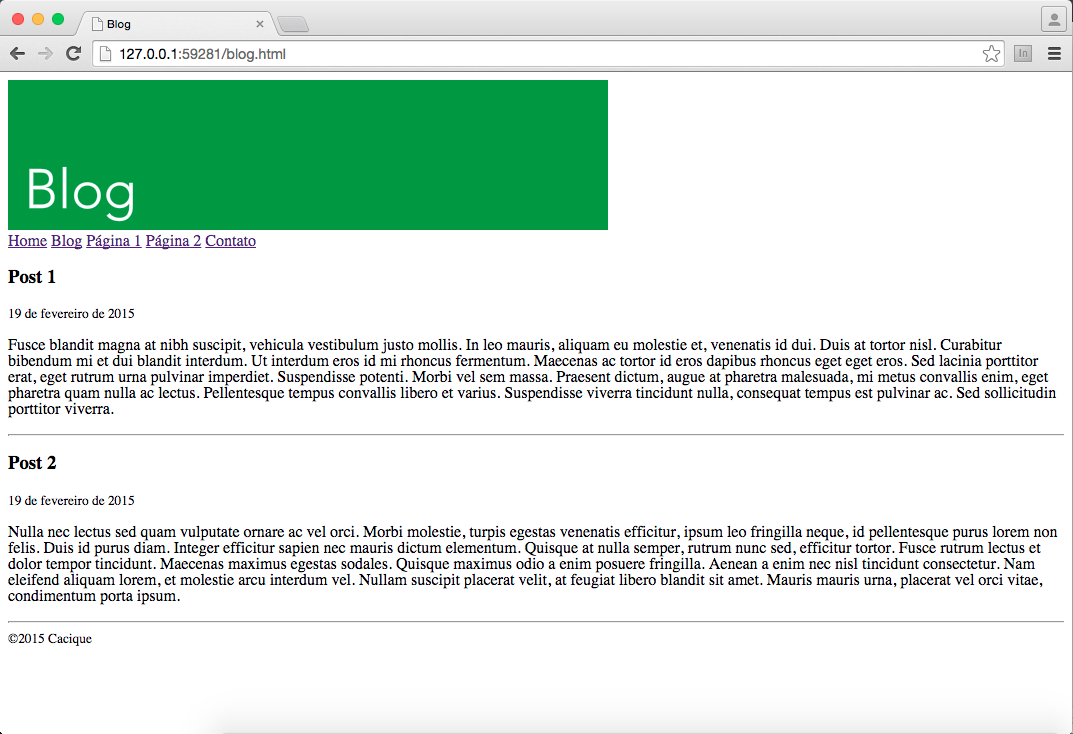 Blog
127.0.0.1:59281/blog.html
In
Blog
Home Blog Página 1 Página 2 Contato
Post 1
19 de fevereiro de 2015
Fusce blandit magna at nibh suscipit, vehicula vestibulum justo mollis. In leo mauris, aliquam eu molestie et, venenatis id dui. Duis at tortor nisl. Curabitur
bibendum mi et dui blandit interdum. Ut interdum eros id mi rhoncus fermentum. Maecenas ac tortor id eros dapibus rhoncus eget eget eros. Sed lacinia porttitor
erat, eget rutrum urna pulvinar imperdiet. Suspendisse potenti. Morbi vel sem massa. Praesent dictum, augue at pharetra malesuada, mi metus convallis enim, eget
pharetra quam nulla ac lectus. Pellentesque tempus convallis libero et varius. Suspendisse viverra tincidunt nulla, consequat tempus est pulvinar ac. Sed sollicitudin
porttitor viverra.
Post 2
19 de fevereiro de 2015
Nulla nec lectus sed quam vulputate ornare ac vel orci. Morbi molestie, turpis egestas venenatis efficitur, ipsum leo fringilla neque, id pellentesque purus lorem non
felis. Duis id purus diam. Integer efficitur sapien nec mauris dictum elementum. Quisque at nulla semper, rutrum nunc sed, efficitur tortor. Fusce rutrum lectus et
dolor tempor tincidunt. Maecenas maximus egestas sodales. Quisque maximus odio a enim posuere fringilla. Aenean a enim nec nisl tincidunt consectetur. Nam
eleifend aliquam lorem, et molestie arcu interdum vel. Nullam suscipit placerat velit, at feugiat libero blandit sit amet. Mauris mauris urna, placerat vel orci vitae,
condimentum porta ipsum.
©2015 Cacique